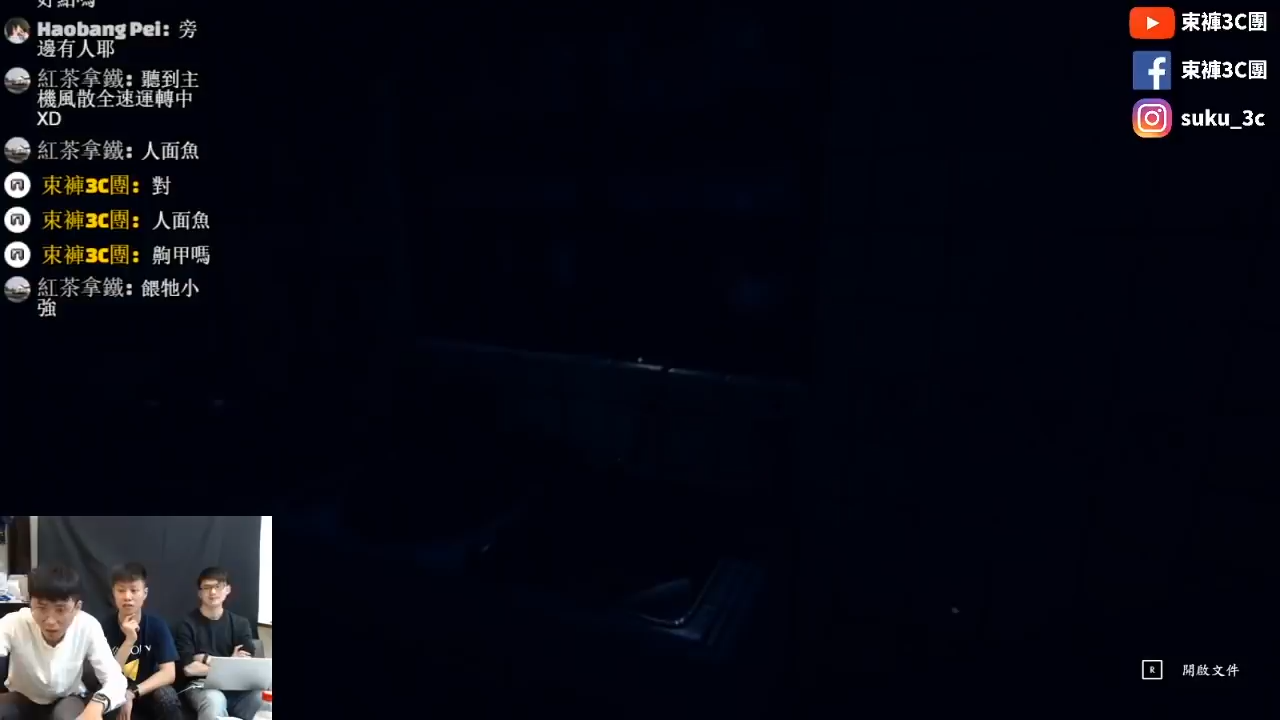 Haobang Pei: 旁
邊有人耶
紅茶拿鐵: 聽到主
機風散全速運轉中
XD
紅茶拿鐵: 人面魚
束褲3C團: 對
束褲3C團: 人面魚
束褲3C團: 齁甲嗎
紅茶拿鐵: 餵牠小
強
束褲3C團
束褲3C團
suku_3c
R 開啟文件